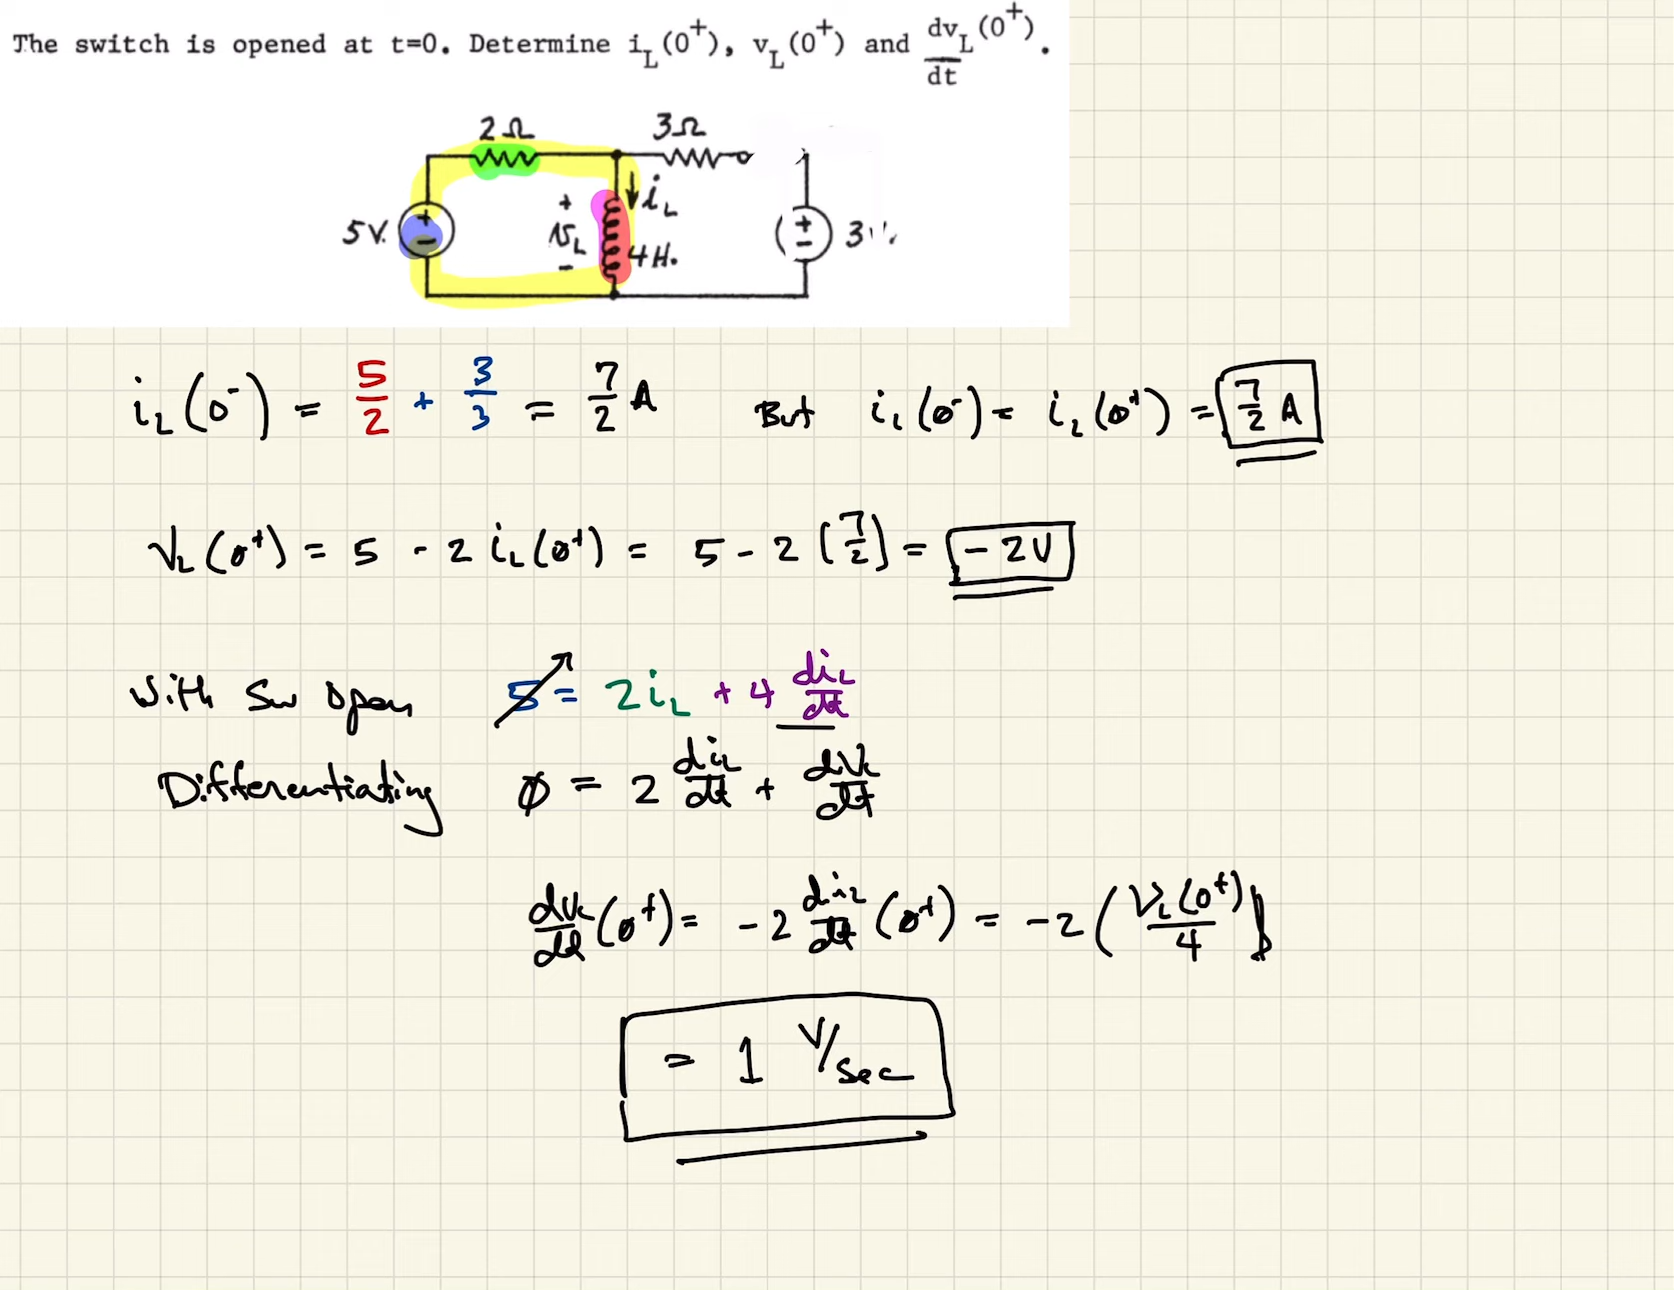 The switch is opened at t=0. Determine i_L(0⁺), v_L(0⁺) and dv_L(0⁺)/dt.
2Ω 3Ω
5V. + − + v_L − i_L 4H. + − 3
i_L(0⁻) = 5/2 + 3/3 = 7/2 A But i_L(0⁻) = i_L(0⁺) = 7/2 A
V_L(0⁺) = 5 - 2 i_L(0⁺) = 5 - 2 (7/2) = -2V
With Sw Open 5 = 2i_L + 4 di_L/dt
Differentiating 0 = 2 di_L/dt + dV_L/dt
dv_L/dt (0⁺) = -2 di_L/dt (0⁺) = -2 (V_L(0⁺)/4)
= 1 V/sec